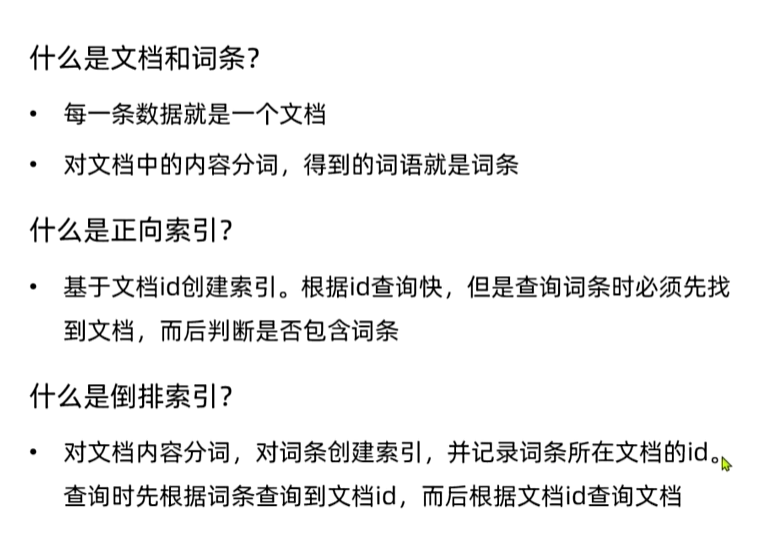 什么是文档和词条?
• 每一条数据就是一个文档
• 对文档中的内容分词，得到的词语就是词条
什么是正向索引?
• 基于文档id创建索引。根据id查询快，但是查询词条时必须先找
到文档，而后判断是否包含词条
什么是倒排索引?
• 对文档内容分词，对词条创建索引，并记录词条所在文档的id。
查询时先根据词条查询到文档id，而后根据文档id查询文档